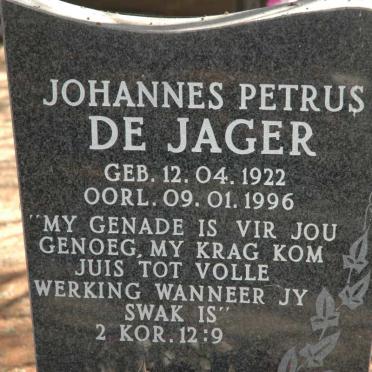 JOHANNES PETRUS
DE JAGER
GEB. 12. 04. 1922
OORL. 09. 01. 1996
"MY GENADE IS VIR JOU
GENOEG, MY KRAG KOM
JUIS TOT VOLLE
WERKING WANNEER JY
SWAK IS"
2 KOR. 12:9